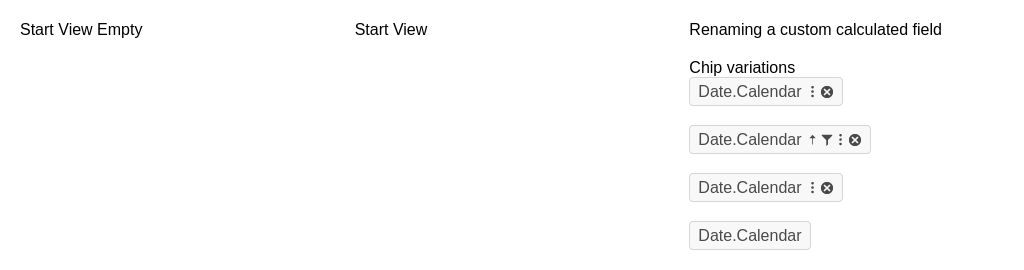 Start View Empty
Start View
Renaming a custom calculated field
Chip variations
Date.Calendar
Date.Calendar
Date.Calendar
Date.Calendar